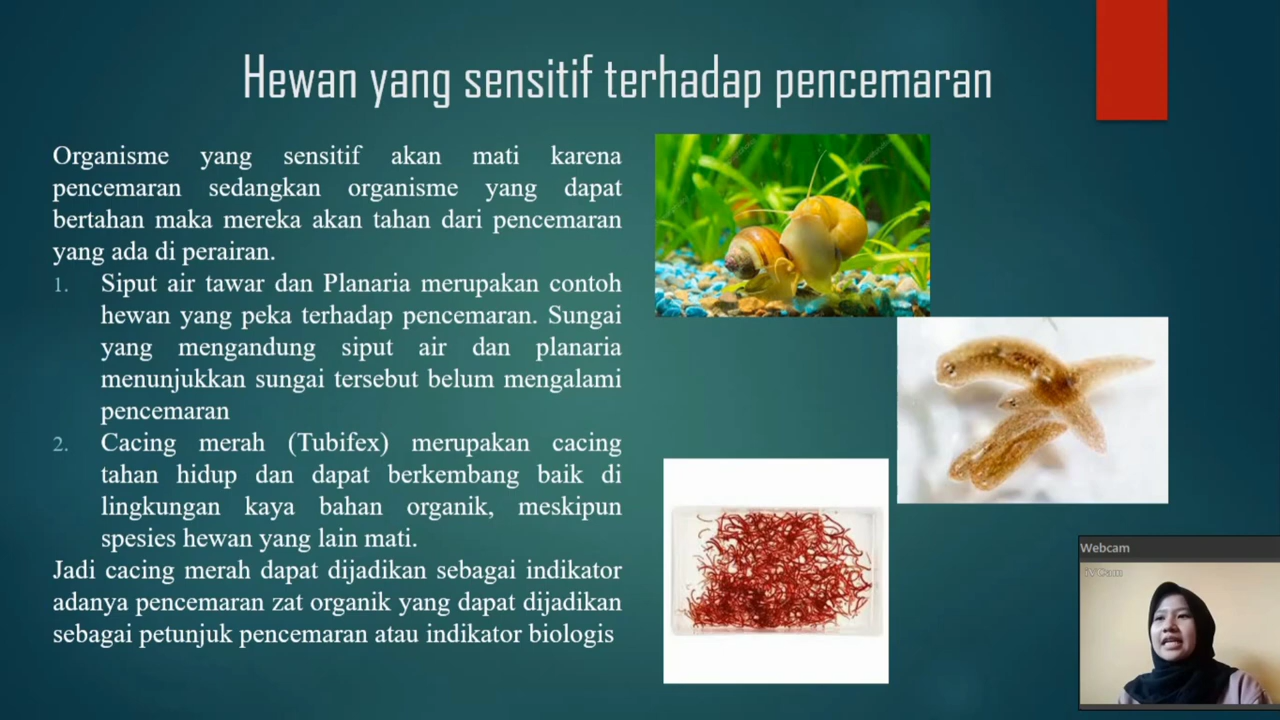 Hewan yang sensitif terhadap pencemaran
Organisme yang sensitif akan mati karena
pencemaran sedangkan organisme yang dapat
bertahan maka mereka akan tahan dari pencemaran
yang ada di perairan.
1. Siput air tawar dan Planaria merupakan contoh
hewan yang peka terhadap pencemaran. Sungai
yang mengandung siput air dan planaria
menunjukkan sungai tersebut belum mengalami
pencemaran
2. Cacing merah (Tubifex) merupakan cacing
tahan hidup dan dapat berkembang baik di
lingkungan kaya bahan organik, meskipun
spesies hewan yang lain mati.
Jadi cacing merah dapat dijadikan sebagai indikator
adanya pencemaran zat organik yang dapat dijadikan
sebagai petunjuk pencemaran atau indikator biologis
Webcam
iVCam